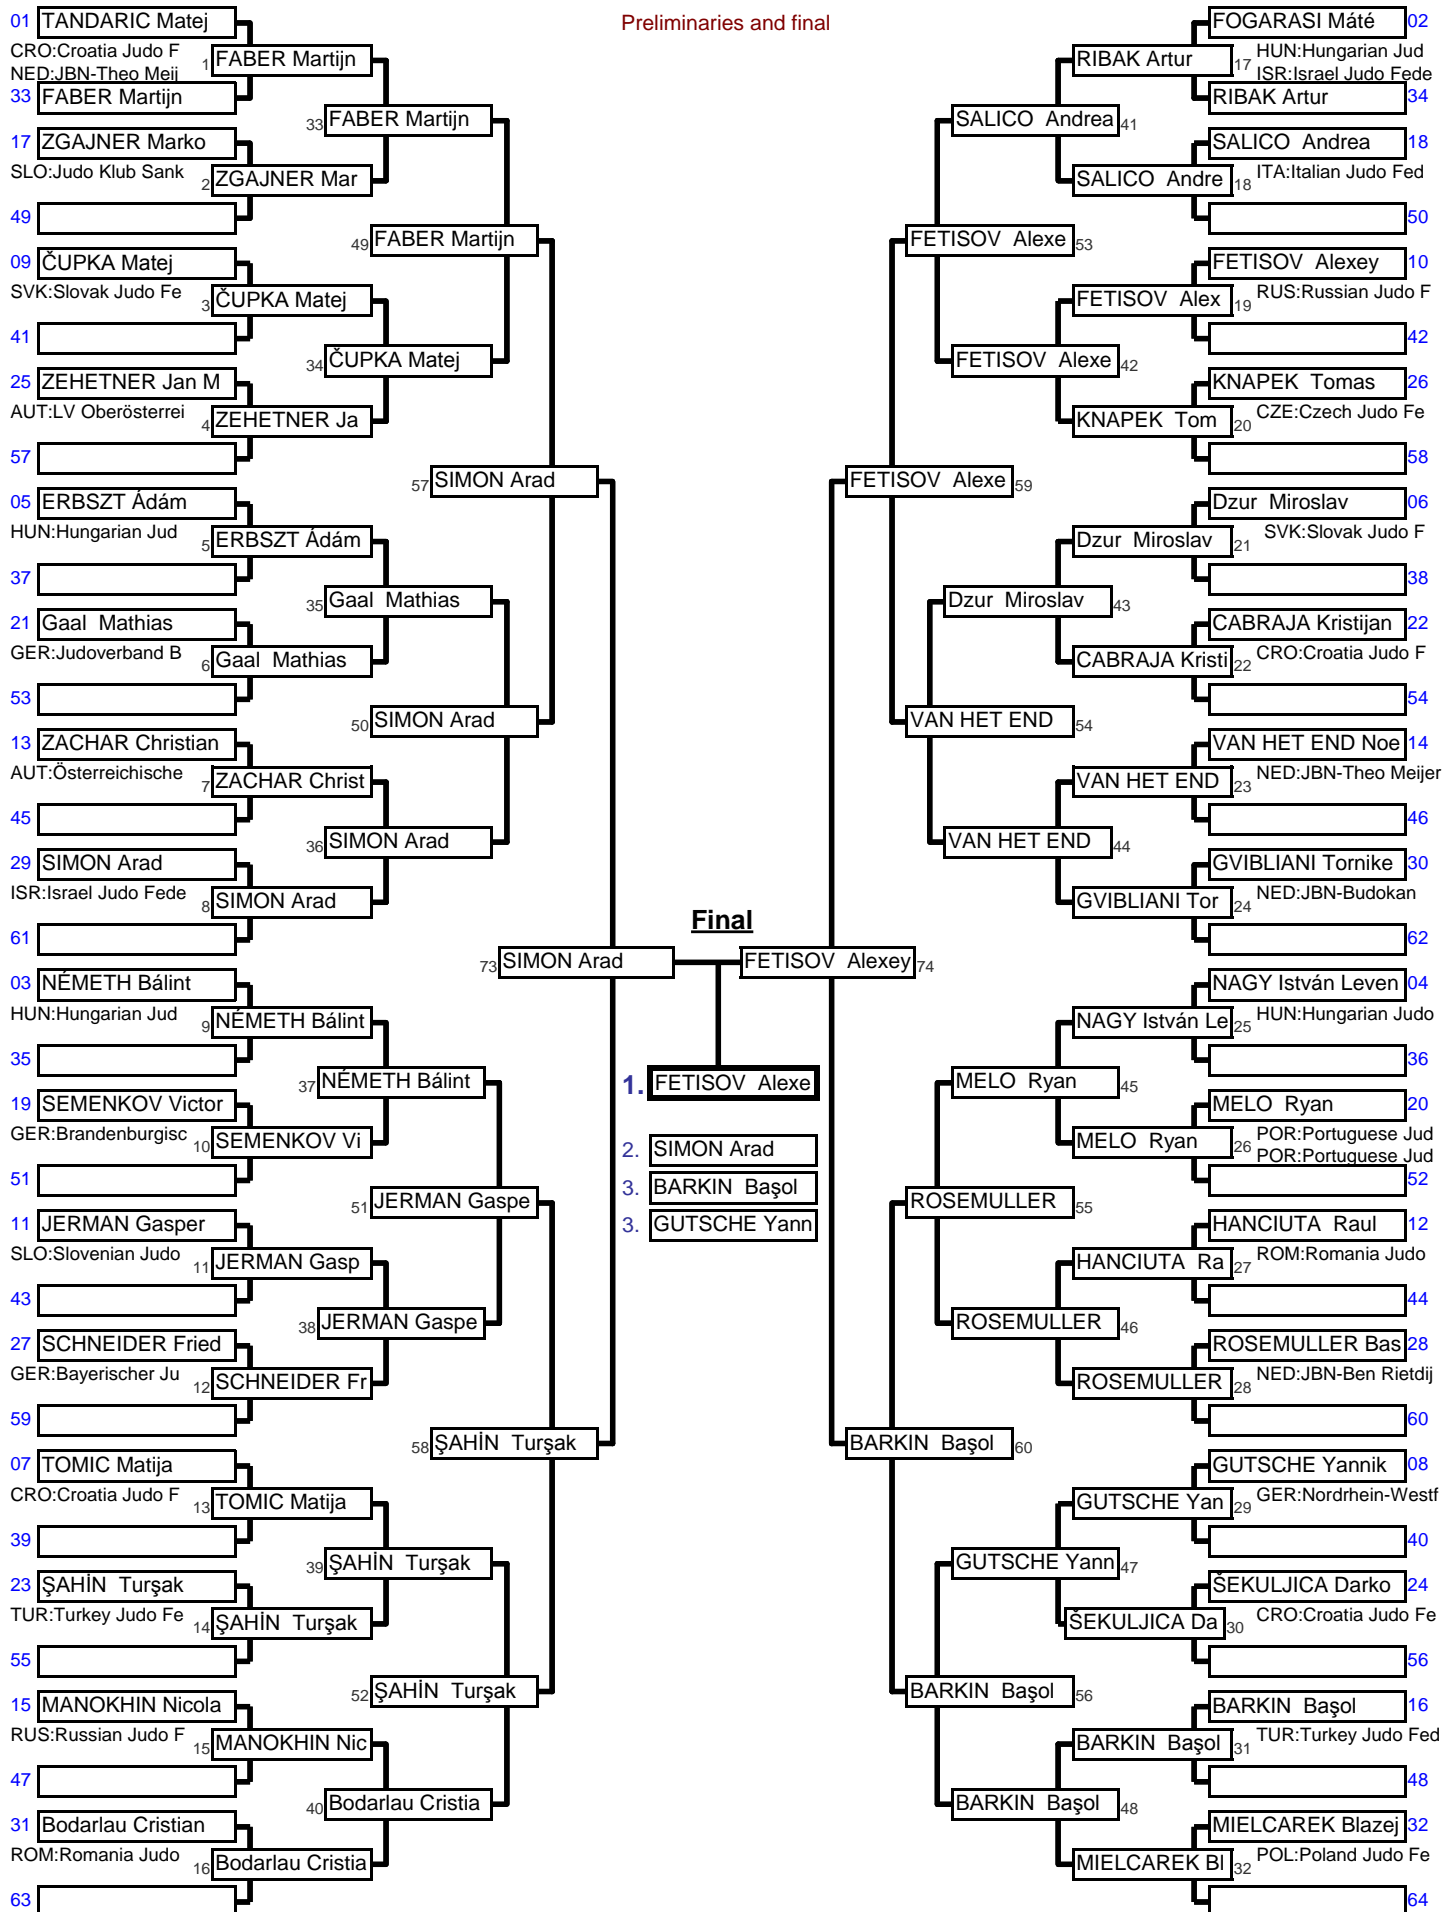 Preliminaries and final
01 TANDARIC Matej
CRO:Croatia Judo F
NED:JBN-Theo Meij
33 FABER Martijn
1 FABER Martijn
17 ZGAJNER Marko
SLO:Judo Klub Sank
49
2 ZGAJNER Mar
33 FABER Martijn
09 ČUPKA Matej
SVK:Slovak Judo Fe
41
3 ČUPKA Matej
25 ZEHETNER Jan M
AUT:LV Oberösterrei
57
4 ZEHETNER Ja
34 ČUPKA Matej
49 FABER Martijn
05 ERBSZT Ádám
HUN:Hungarian Jud
37
5 ERBSZT Ádám
21 Gaal Mathias
GER:Judoverband B
53
6 Gaal Mathias
35 Gaal Mathias
13 ZACHAR Christian
AUT:Österreichische
45
7 ZACHAR Christ
29 SIMON Arad
ISR:Israel Judo Fede
61
8 SIMON Arad
36 SIMON Arad
50 SIMON Arad
57 SIMON Arad
03 NÉMETH Bálint
HUN:Hungarian Jud
35
9 NÉMETH Bálint
19 SEMENKOV Victor
GER:Brandenburgisc
51
10 SEMENKOV Vi
37 NÉMETH Bálint
11 JERMAN Gasper
SLO:Slovenian Judo
43
11 JERMAN Gasp
27 SCHNEIDER Fried
GER:Bayerischer Ju
59
12 SCHNEIDER Fr
38 JERMAN Gaspe
51 JERMAN Gaspe
07 TOMIC Matija
CRO:Croatia Judo F
39
13 TOMIC Matija
23 ŞAHİN Turşak
TUR:Turkey Judo Fe
55
14 ŞAHİN Turşak
39 ŞAHİN Turşak
15 MANOKHIN Nicola
RUS:Russian Judo F
47
15 MANOKHIN Nic
31 Bodarlau Cristian
ROM:Romania Judo
63
16 Bodarlau Cristia
40 Bodarlau Cristia
52 ŞAHİN Turşak
58 ŞAHİN Turşak
73 SIMON Arad
Final
FETISOV Alexey 74
1. FETISOV Alexe
2. SIMON Arad
3. BARKIN Başol
3. GUTSCHE Yann
FOGARASI Máté 02
HUN:Hungarian Jud
ISR:Israel Judo Fede
RIBAK Artur 34
RIBAK Artur 17
SALICO Andrea 18
ITA:Italian Judo Fed
50
SALICO Andre 18
SALICO Andrea 41
FETISOV Alexey 10
RUS:Russian Judo F
42
FETISOV Alex 19
KNAPEK Tomas 26
CZE:Czech Judo Fe
58
KNAPEK Tom 20
FETISOV Alexe 42
FETISOV Alexe 53
Dzur Miroslav 06
SVK:Slovak Judo F
38
Dzur Miroslav 21
CABRAJA Kristijan 22
CRO:Croatia Judo F
54
CABRAJA Kristi 22
Dzur Miroslav 43
VAN HET END Noe 14
NED:JBN-Theo Meijer
46
VAN HET END 23
GVIBLIANI Tornike 30
NED:JBN-Budokan
62
GVIBLIANI Tor 24
VAN HET END 44
VAN HET END 54
FETISOV Alexe 59
NAGY István Leven 04
HUN:Hungarian Judo
36
NAGY István Le 25
MELO Ryan 20
POR:Portuguese Jud
POR:Portuguese Jud
52
MELO Ryan 26
MELO Ryan 45
HANCIUTA Raul 12
ROM:Romania Judo
44
HANCIUTA Ra 27
ROSEMULLER Bas 28
NED:JBN-Ben Rietdij
60
ROSEMULLER 28
ROSEMULLER 46
ROSEMULLER 55
GUTSCHE Yannik 08
GER:Nordrhein-Westf
40
GUTSCHE Yan 29
ŠEKULJICA Darko 24
CRO:Croatia Judo Fe
56
ŠEKULJICA Da 30
GUTSCHE Yann 47
BARKIN Başol 16
TUR:Turkey Judo Fed
48
BARKIN Başol 31
MIELCAREK Blazej 32
POL:Poland Judo Fe
64
MIELCAREK Bl 32
BARKIN Başol 48
BARKIN Başol 56
BARKIN Başol 60